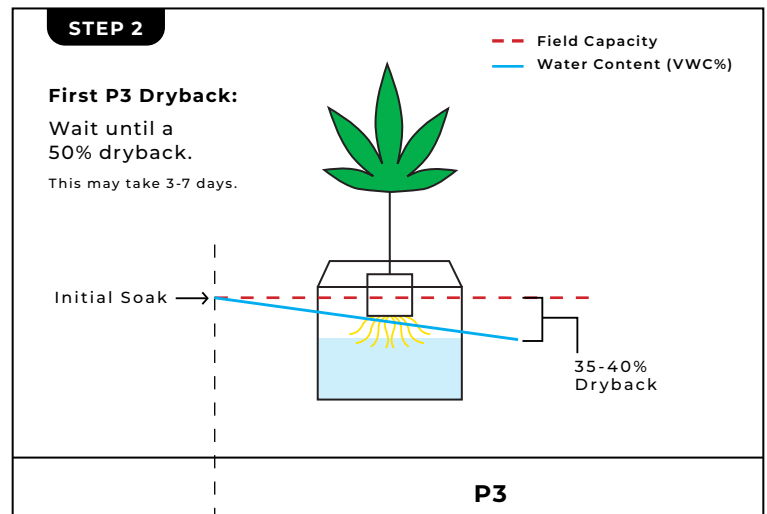 STEP 2
Field Capacity
Water Content (VWC%)
First P3 Dryback:
Wait until a
50% dryback.
This may take 3-7 days.
Initial Soak
35-40%
Dryback
P3